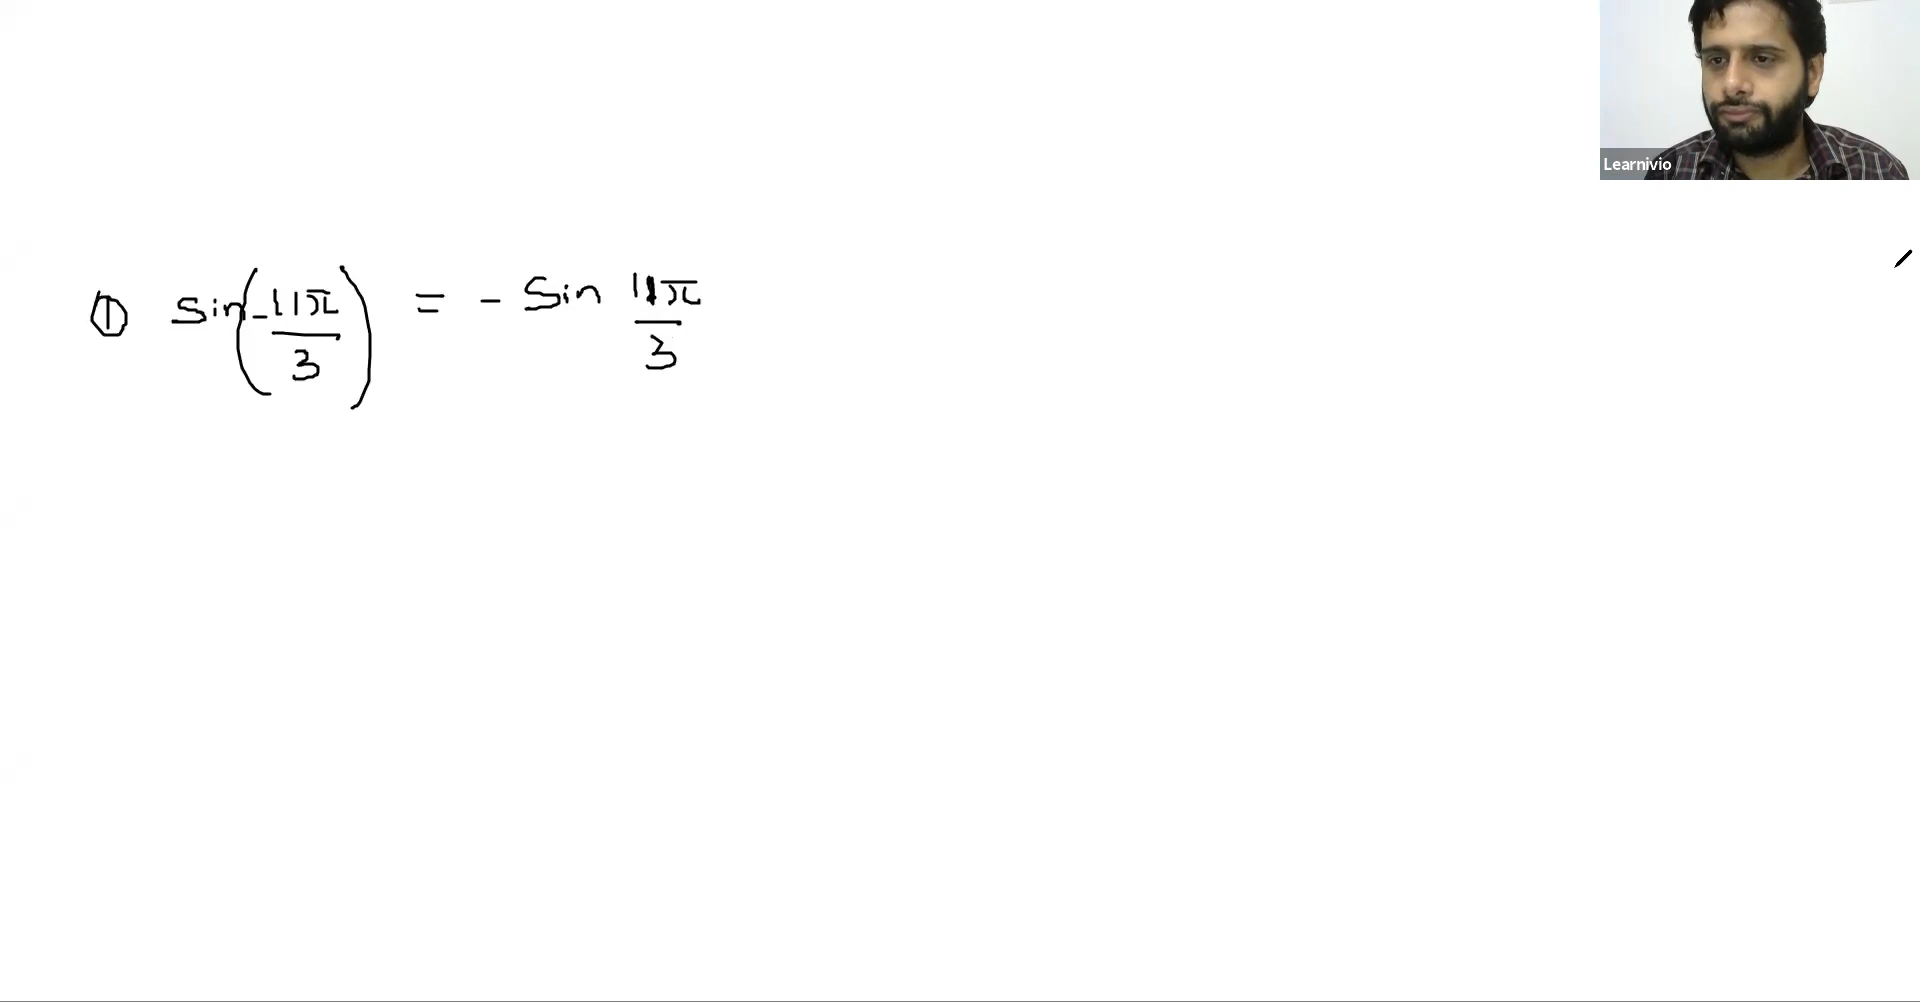 Learnivio
① sin(-11π/3) = - Sin 11π/3